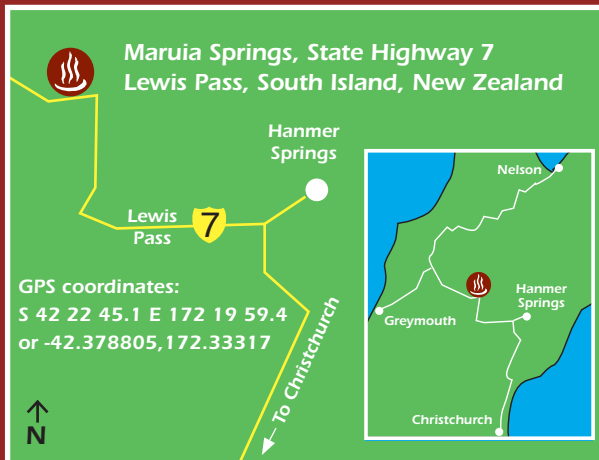 Maruia Springs, State Highway 7
Lewis Pass, South Island, New Zealand
Hanmer
Springs
Lewis
Pass
7
GPS coordinates:
S 42 22 45.1 E 172 19 59.4
or -42.378805,172.33317
To Christchurch
N
Nelson
Hanmer
Springs
Greymouth
Christchurch